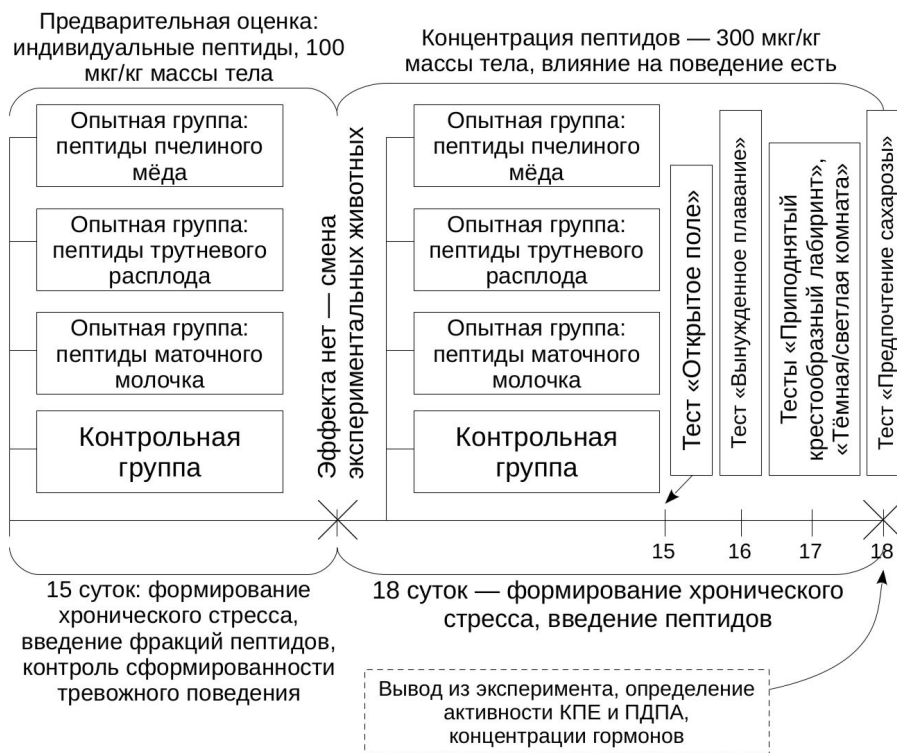 Предварительная оценка:
индивидуальные пептиды, 100
мкг/кг массы тела
Концентрация пептидов — 300 мкг/кг
массы тела, влияние на поведение есть
Опытная группа:
пептиды пчелиного
мёда
Опытная группа:
пептиды трутневого
расплода
Опытная группа:
пептиды маточного
молочка
Контрольная
группа
Эффекта нет — смена
экспериментальных животных
Опытная группа:
пептиды пчелиного
мёда
Опытная группа:
пептиды трутневого
расплода
Опытная группа:
пептиды маточного
молочка
Контрольная
группа
Тест «Открытое поле»
Тест «Вынужденное плавание»
Тесты «Приподнятый
крестообразный лабиринт»,
«Тёмная/светлая комната»
Тест «Предпочтение сахарозы»
15
16
17
18
15 суток: формирование
хронического стресса,
введение фракций пептидов,
контроль сформированности
тревожного поведения
18 суток — формирование хронического
стресса, введение пептидов
Вывод из эксперимента, определение
активности КПЕ и ПДПА,
концентрации гормонов